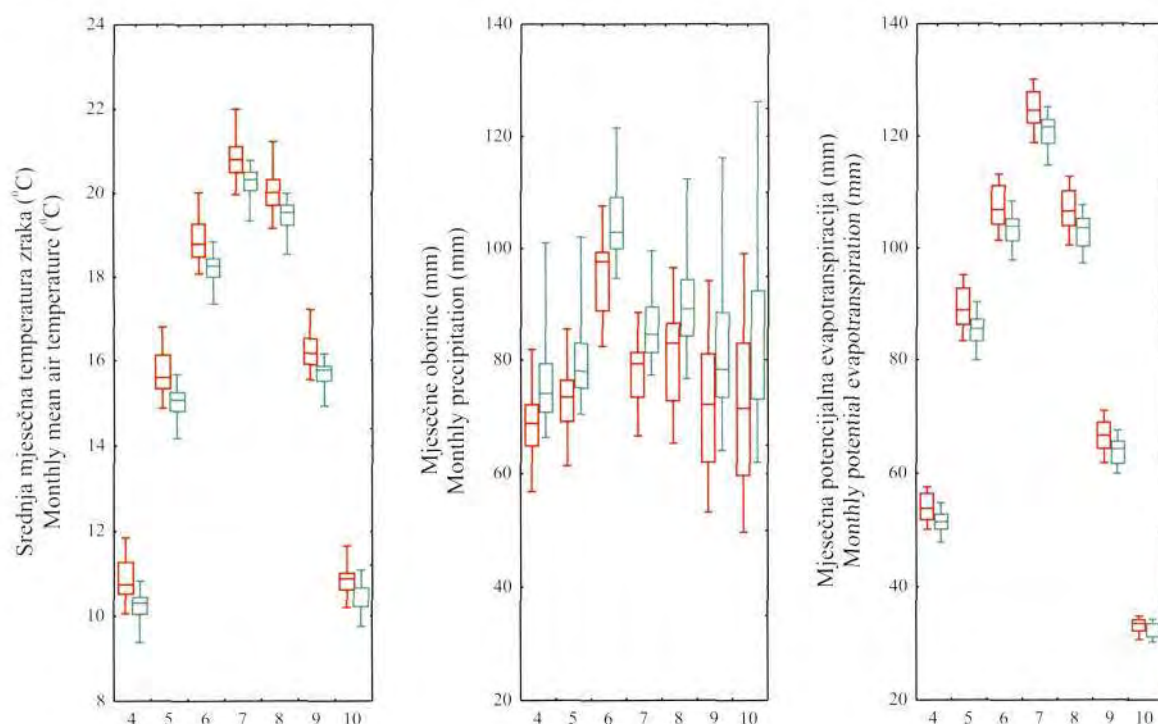 Srednja mjesečna temperatura zraka (°C)
Monthly mean air temperature (°C)
24
22
20
18
16
14
12
10
8
4 5 6 7 8 9 10
Mjesečne oborine (mm)
Monthly precipitation (mm)
140
120
100
80
60
40
20
4 5 6 7 8 9 10
Mjesečna potencijalna evapotranspiracija (mm)
Monthly potential evapotranspiration (mm)
140
120
100
80
60
40
20
4 5 6 7 8 9 10